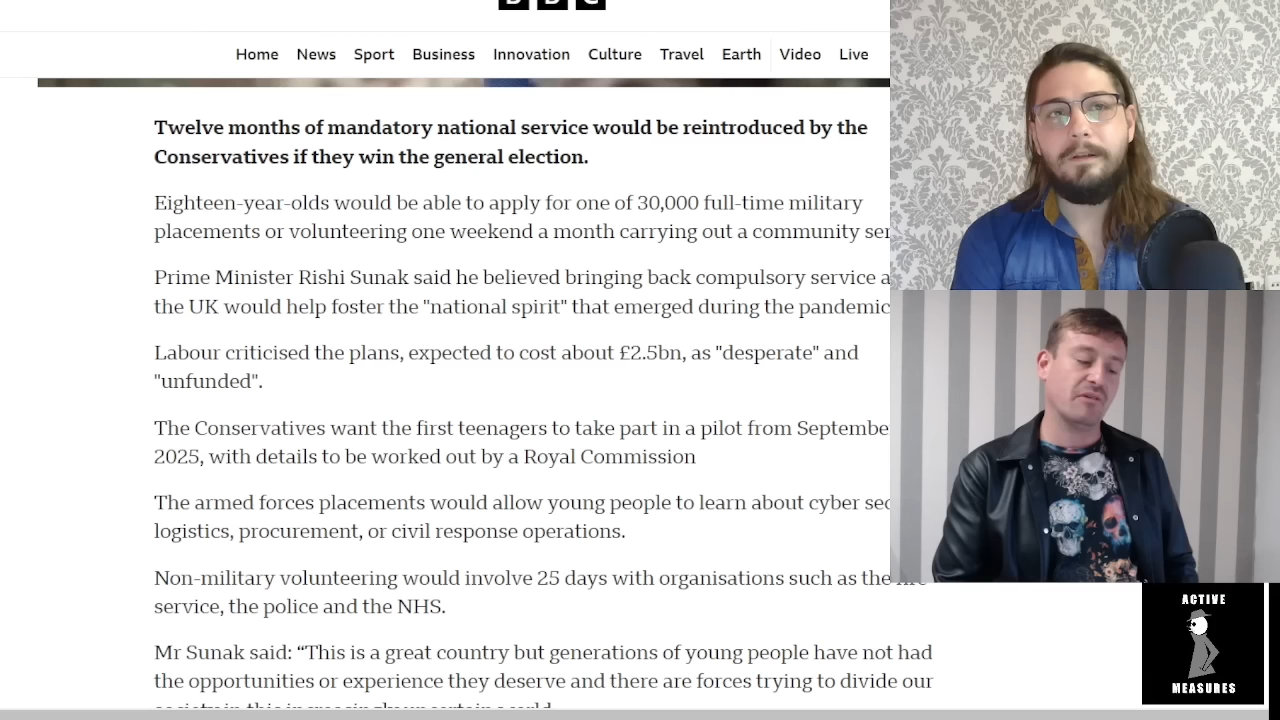 BBC
Home News Sport Business Innovation Culture Travel Earth Video Live
Twelve months of mandatory national service would be reintroduced by the
Conservatives if they win the general election.
Eighteen-year-olds would be able to apply for one of 30,000 full-time military
placements or volunteering one weekend a month carrying out a community
Prime Minister Rishi Sunak said he believed bringing back compulsory service
the UK would help foster the "national spirit" that emerged during the pandemic
Labour criticised the plans, expected to cost about £2.5bn, as "desperate" and
"unfunded".
The Conservatives want the first teenagers to take part in a pilot from
2025, with details to be worked out by a Royal Commission
The armed forces placements would allow young people to learn about cyber
logistics, procurement, or civil response operations.
Non-military volunteering would involve 25 days with organisations such as the
service, the police and the NHS.
Mr Sunak said: “This is a great country but generations of young people have not had
the opportunities or experience they deserve and there are forces trying to divide our
ACTIVE
MEASURES